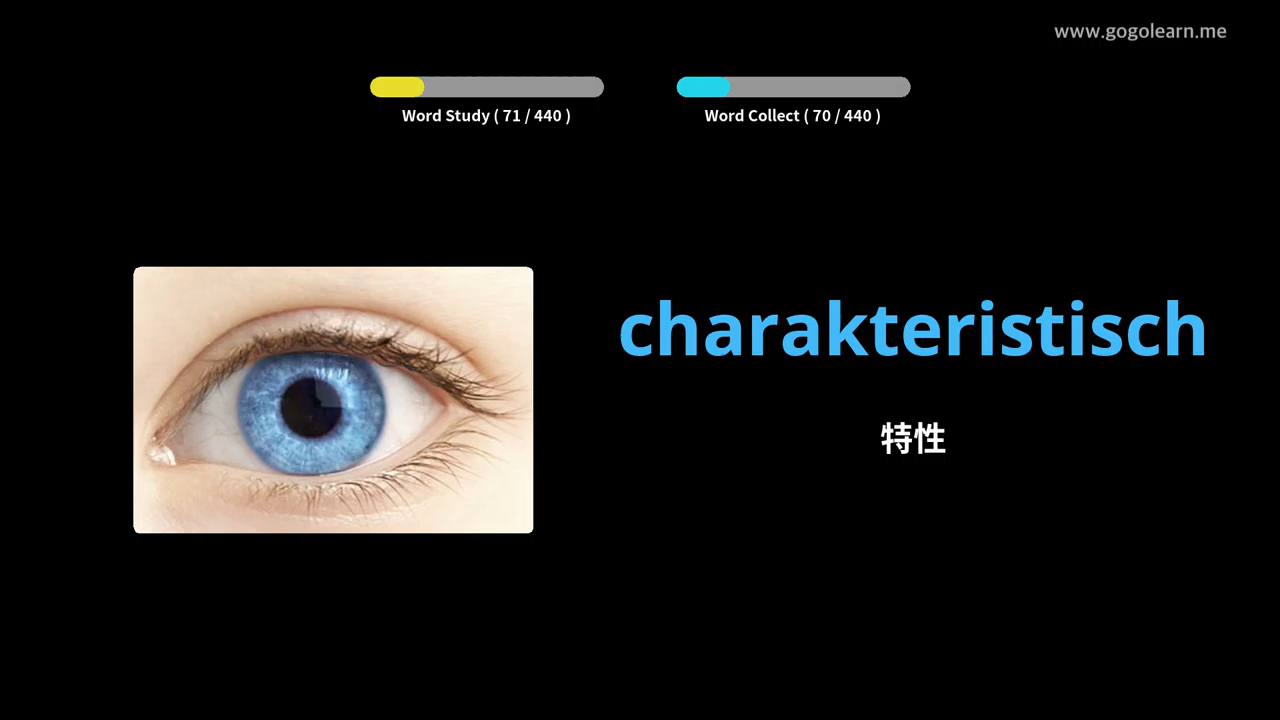 www.gogolearn.me
Word Study ( 71 / 440 )
Word Collect ( 70 / 440 )
charakteristisch
特性